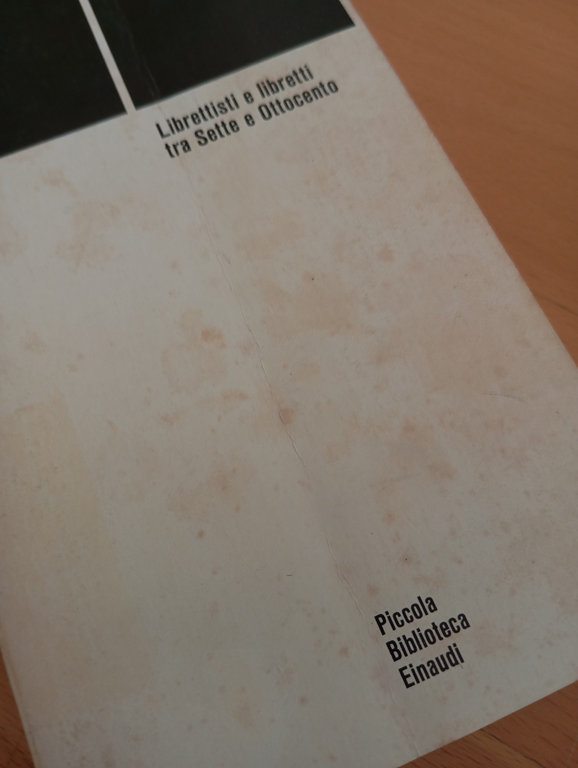 Librettisti e libretti
tra Sette e Ottocento
Piccola
Biblioteca
Einaudi